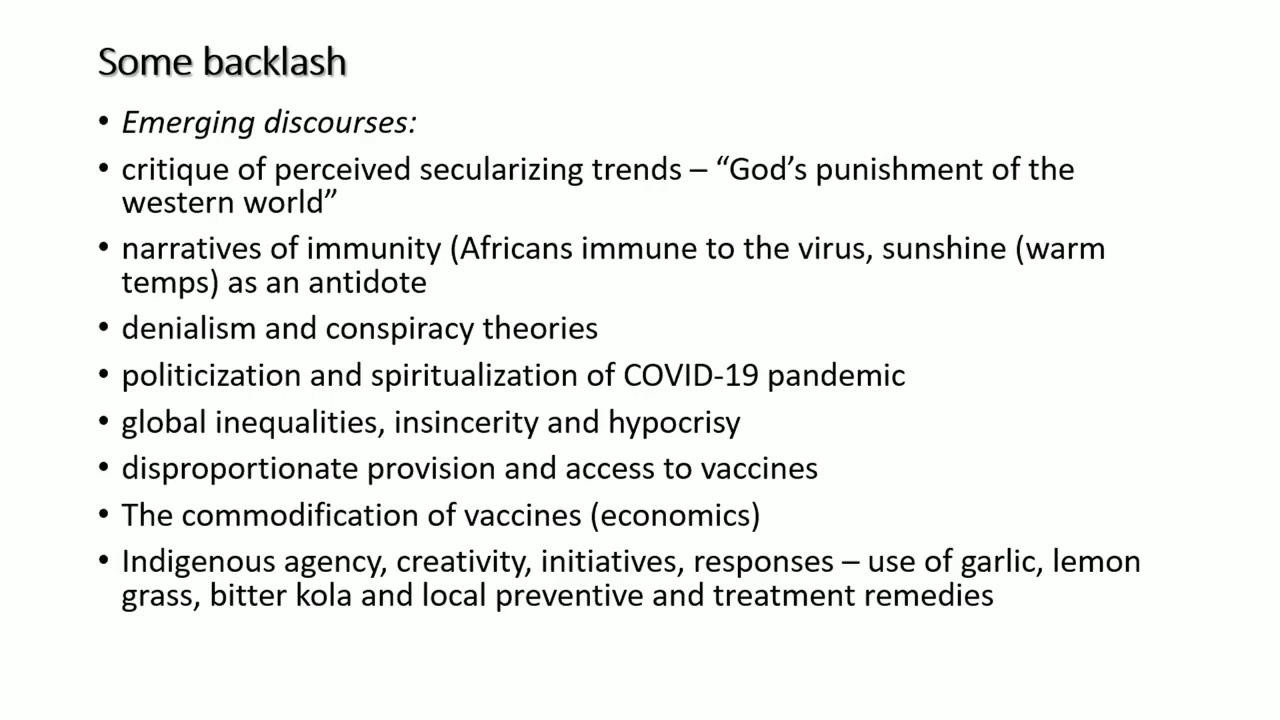 Some backlash
• Emerging discourses:
• critique of perceived secularizing trends – “God’s punishment of the
western world”
• narratives of immunity (Africans immune to the virus, sunshine (warm
temps) as an antidote
• denialism and conspiracy theories
• politicization and spiritualization of COVID-19 pandemic
• global inequalities, insincerity and hypocrisy
• disproportionate provision and access to vaccines
• The commodification of vaccines (economics)
• Indigenous agency, creativity, initiatives, responses – use of garlic, lemon
grass, bitter kola and local preventive and treatment remedies